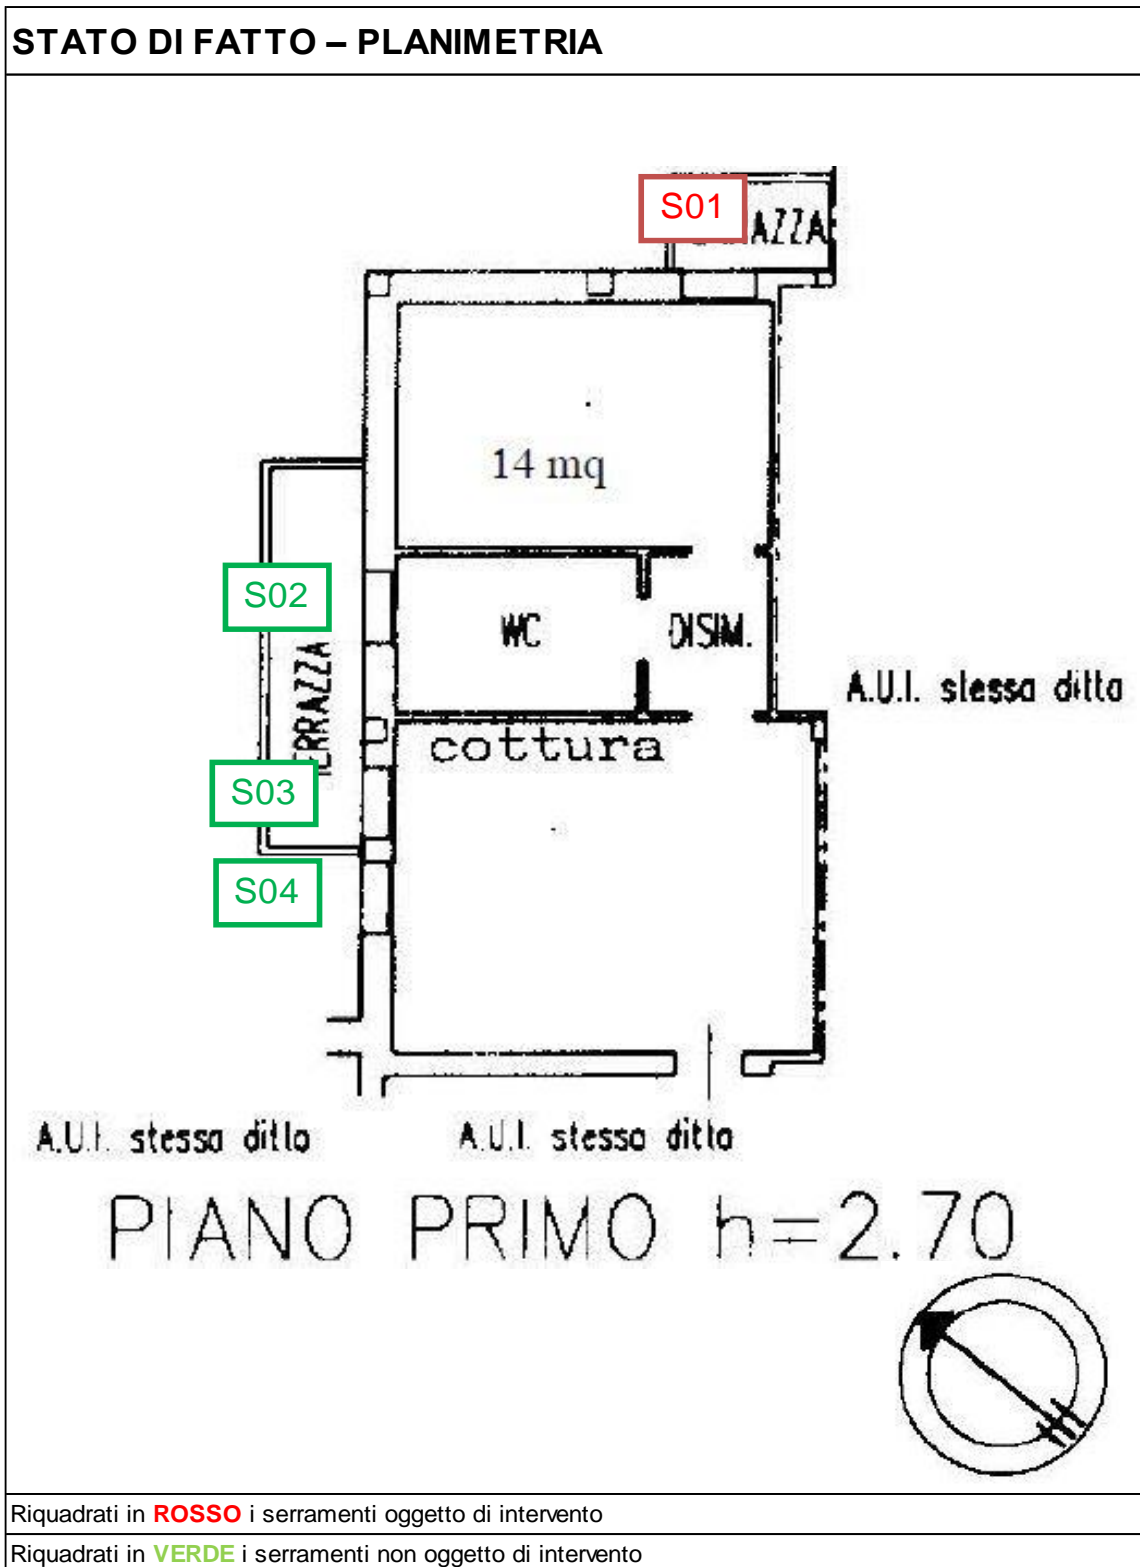 STATO DI FATTO – PLANIMETRIA
S01
14 mq
S02
WC
DISIM.
TERRAZZA
A.U.I. stessa ditta
cottura
S03
S04
A.U.I. stessa ditta
A.U.I. stessa ditta
PIANO PRIMO h=2.70
Riquadrati in ROSSO i serramenti oggetto di intervento
Riquadrati in VERDE i serramenti non oggetto di intervento